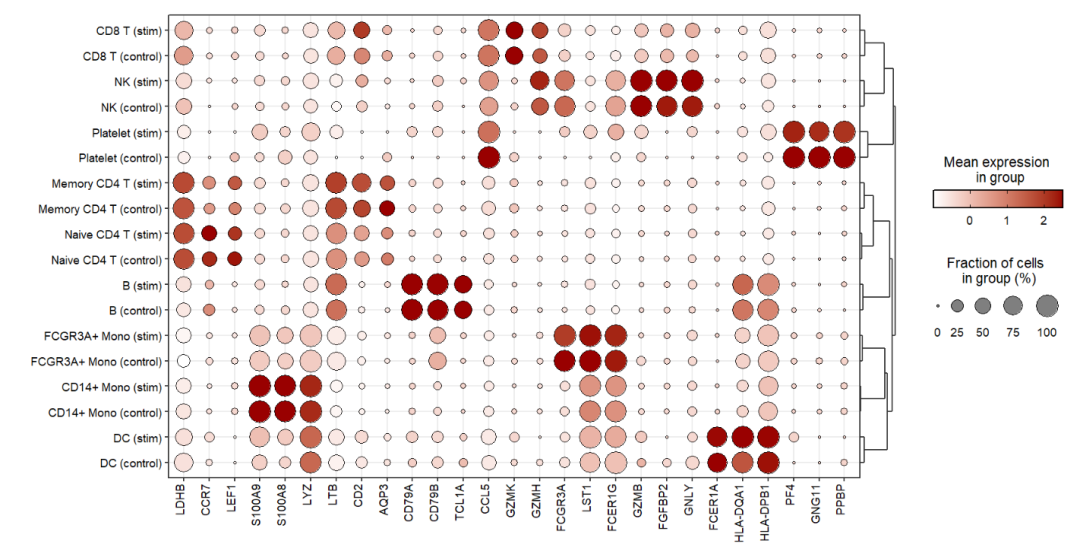 CD8 T (stim)
CD8 T (control)
NK (stim)
NK (control)
Platelet (stim)
Platelet (control)
Memory CD4 T (stim)
Memory CD4 T (control)
Naive CD4 T (stim)
Naive CD4 T (control)
B (stim)
B (control)
FCGR3A+ Mono (stim)
FCGR3A+ Mono (control)
CD14+ Mono (stim)
CD14+ Mono (control)
DC (stim)
DC (control)
LDHB
CCR7
LEF1
S100A9
S100A8
LYZ
LTB
CD2
AQP3
CD79A
CD79B
TCL1A
CCL5
GZMK
GZMH
FCGR3A
LST1
FCER1G
GZMB
FGFBP2
GNLY
FCER1A
HLA-DQA1
HLA-DPB1
PF4
GNG11
PPBP
Mean expression
in group
0 1 2
Fraction of cells
in group (%)
0 25 50 75 100